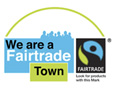 We are a
Fairtrade
Town
FAIRTRADE
Look for products
with this Mark